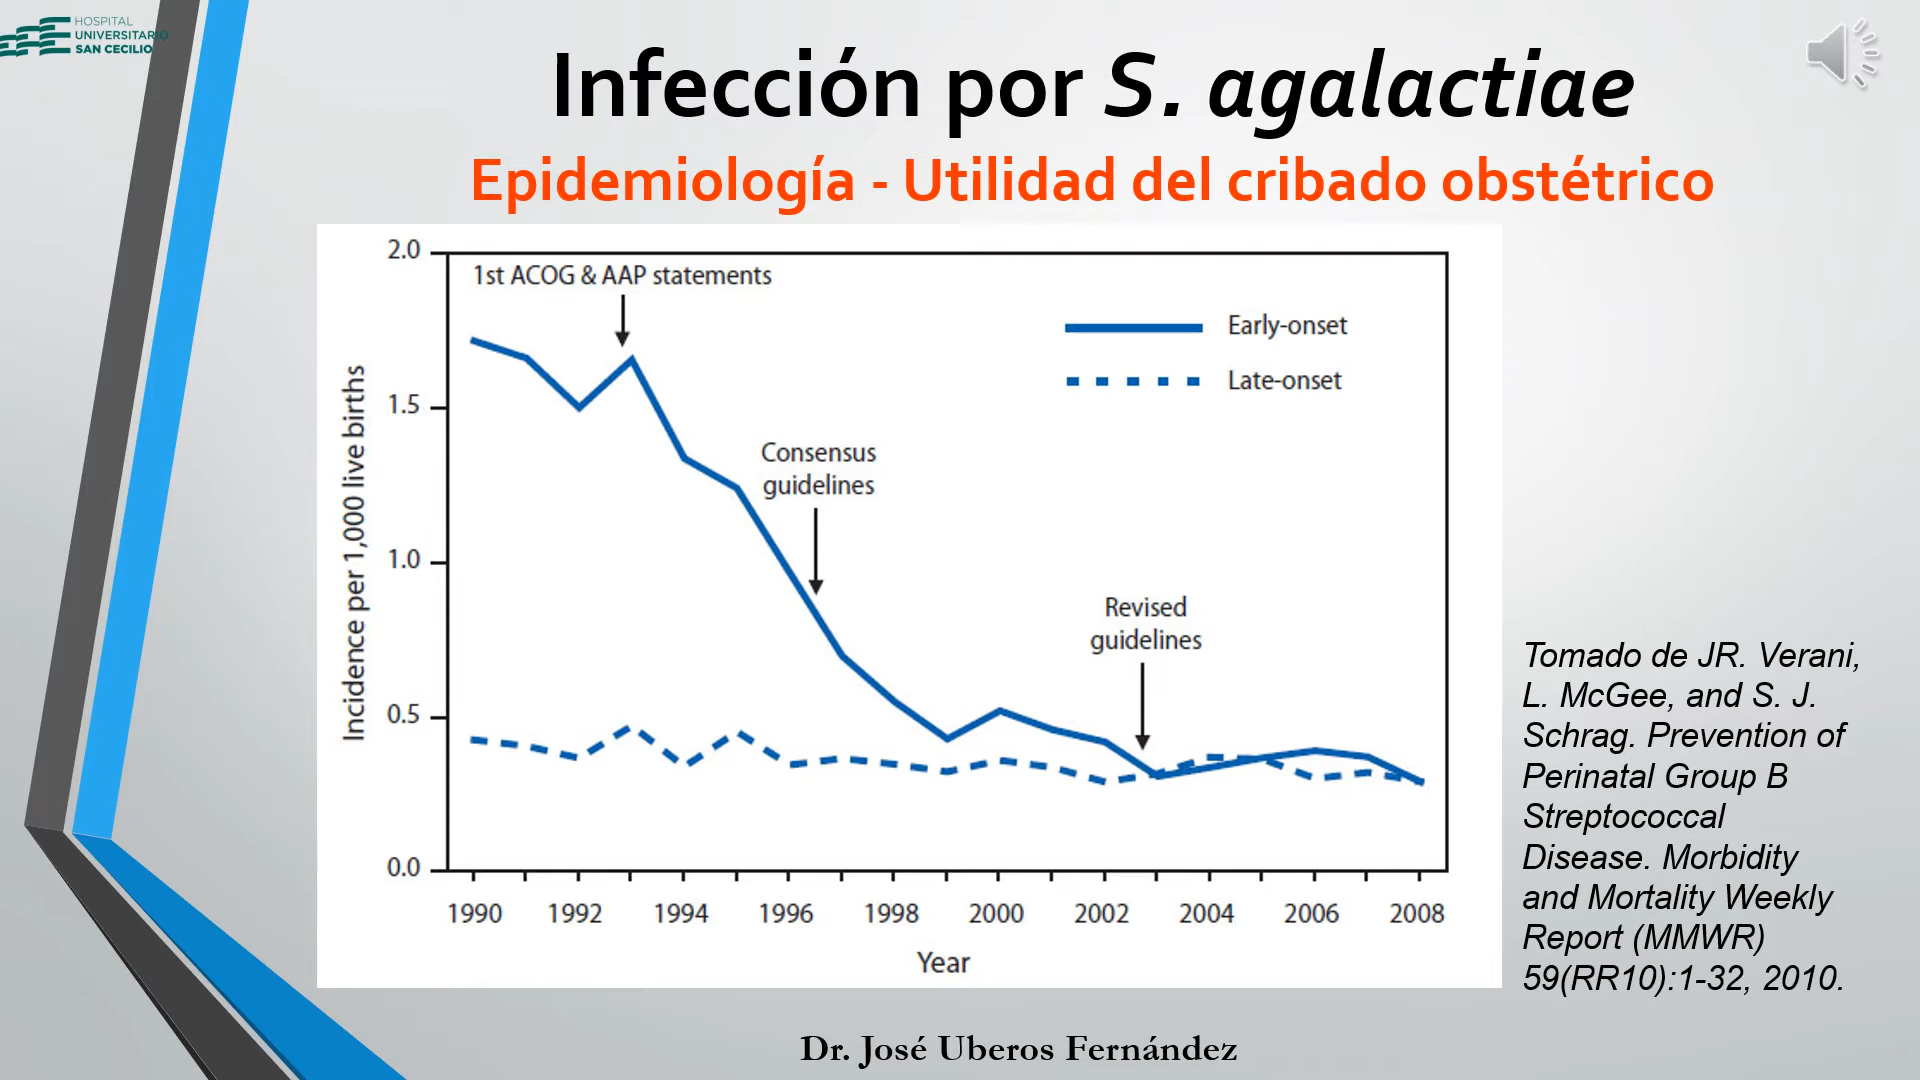 HOSPITAL
UNIVERSITARIO
SAN CECILIO
Infección por S. agalactiae
Epidemiología - Utilidad del cribado obstétrico
2.0
1.5
1.0
0.5
0.0
Incidence per 1,000 live births
1st ACOG & AAP statements
Early-onset
Late-onset
Consensus
guidelines
Revised
guidelines
1990 1992 1994 1996 1998 2000 2002 2004 2006 2008
Year
Tomado de JR. Verani,
L. McGee, and S. J.
Schrag. Prevention of
Perinatal Group B
Streptococcal
Disease. Morbidity
and Mortality Weekly
Report (MMWR)
59(RR10):1-32, 2010.
Dr. José Uberos Fernández